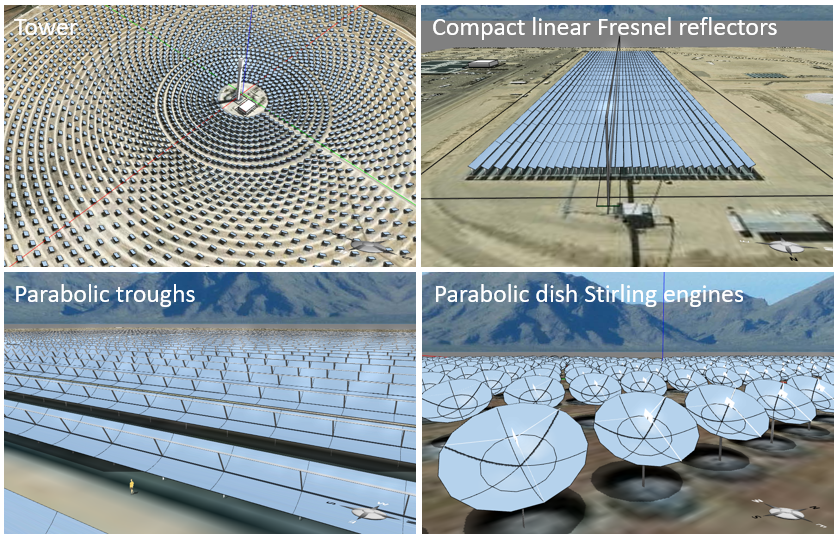 Tower
Compact linear Fresnel reflectors
Parabolic troughs
Parabolic dish Stirling engines